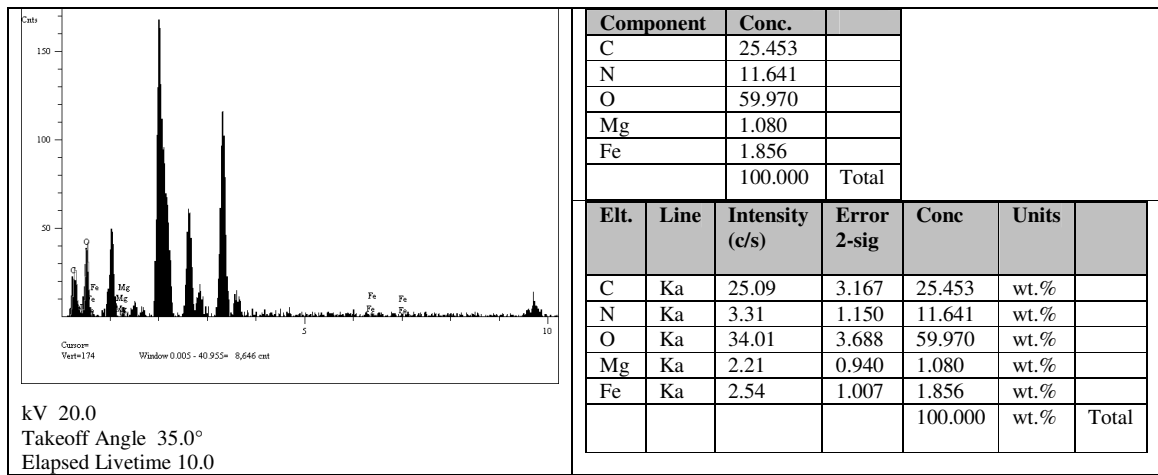 Cnts
150
100
50
C
O
Fe
Fe
Fe
Mg
Mg
Mg
Fe
Fe
Fe
Fe
5
10
Cursor=
Vert=174 Window 0.005 - 40.955= 8,646 cnt
kV 20.0
Takeoff Angle 35.0°
Elapsed Livetime 10.0
Component Conc.
C 25.453
N 11.641
O 59.970
Mg 1.080
Fe 1.856
100.000 Total
Elt. Line Intensity Error Conc Units
(c/s) 2-sig
C Ka 25.09 3.167 25.453 wt.%
N Ka 3.31 1.150 11.641 wt.%
O Ka 34.01 3.688 59.970 wt.%
Mg Ka 2.21 0.940 1.080 wt.%
Fe Ka 2.54 1.007 1.856 wt.%
100.000 wt.% Total